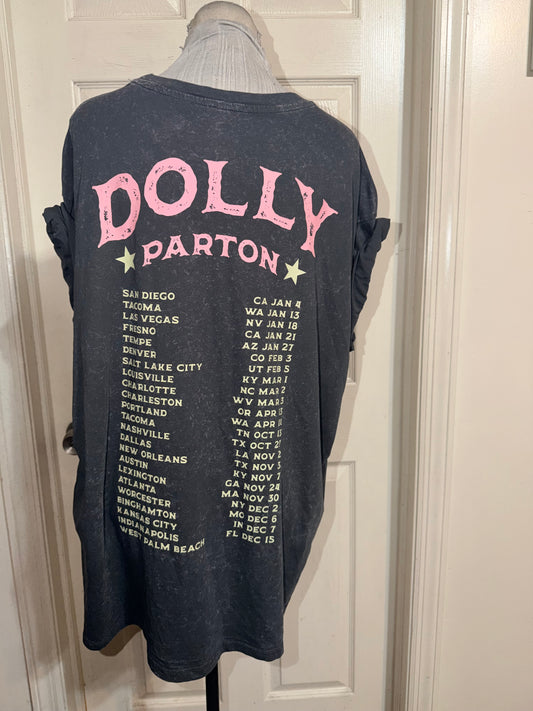 DOLLY
PARTON
SAN DIEGO CA JAN 4
TACOMA WA JAN 13
LAS VEGAS NV JAN 18
FRESNO CA JAN 21
TEMPE AZ JAN 27
DENVER CO FEB 3
SALT LAKE CITY UT FEB 5
LOUISVILLE KY MAR 1
CHARLOTTE NC MAR 2
CHARLESTON WV MAR 3
PORTLAND OR APR
TACOMA WA APR
NASHVILLE TN OCT
DALLAS TX OCT
NEW ORLEANS LA NOV 2
AUSTIN TX NOV 5
LEXINGTON KY NOV 7
ATLANTA GA NOV 24
WORCESTER MA NOV 30
BINGHAMTON NY DEC 2
KANSAS CITY MO DEC 6
INDIANAPOLIS IN DEC 7
WEST PALM BEACH FL DEC 15